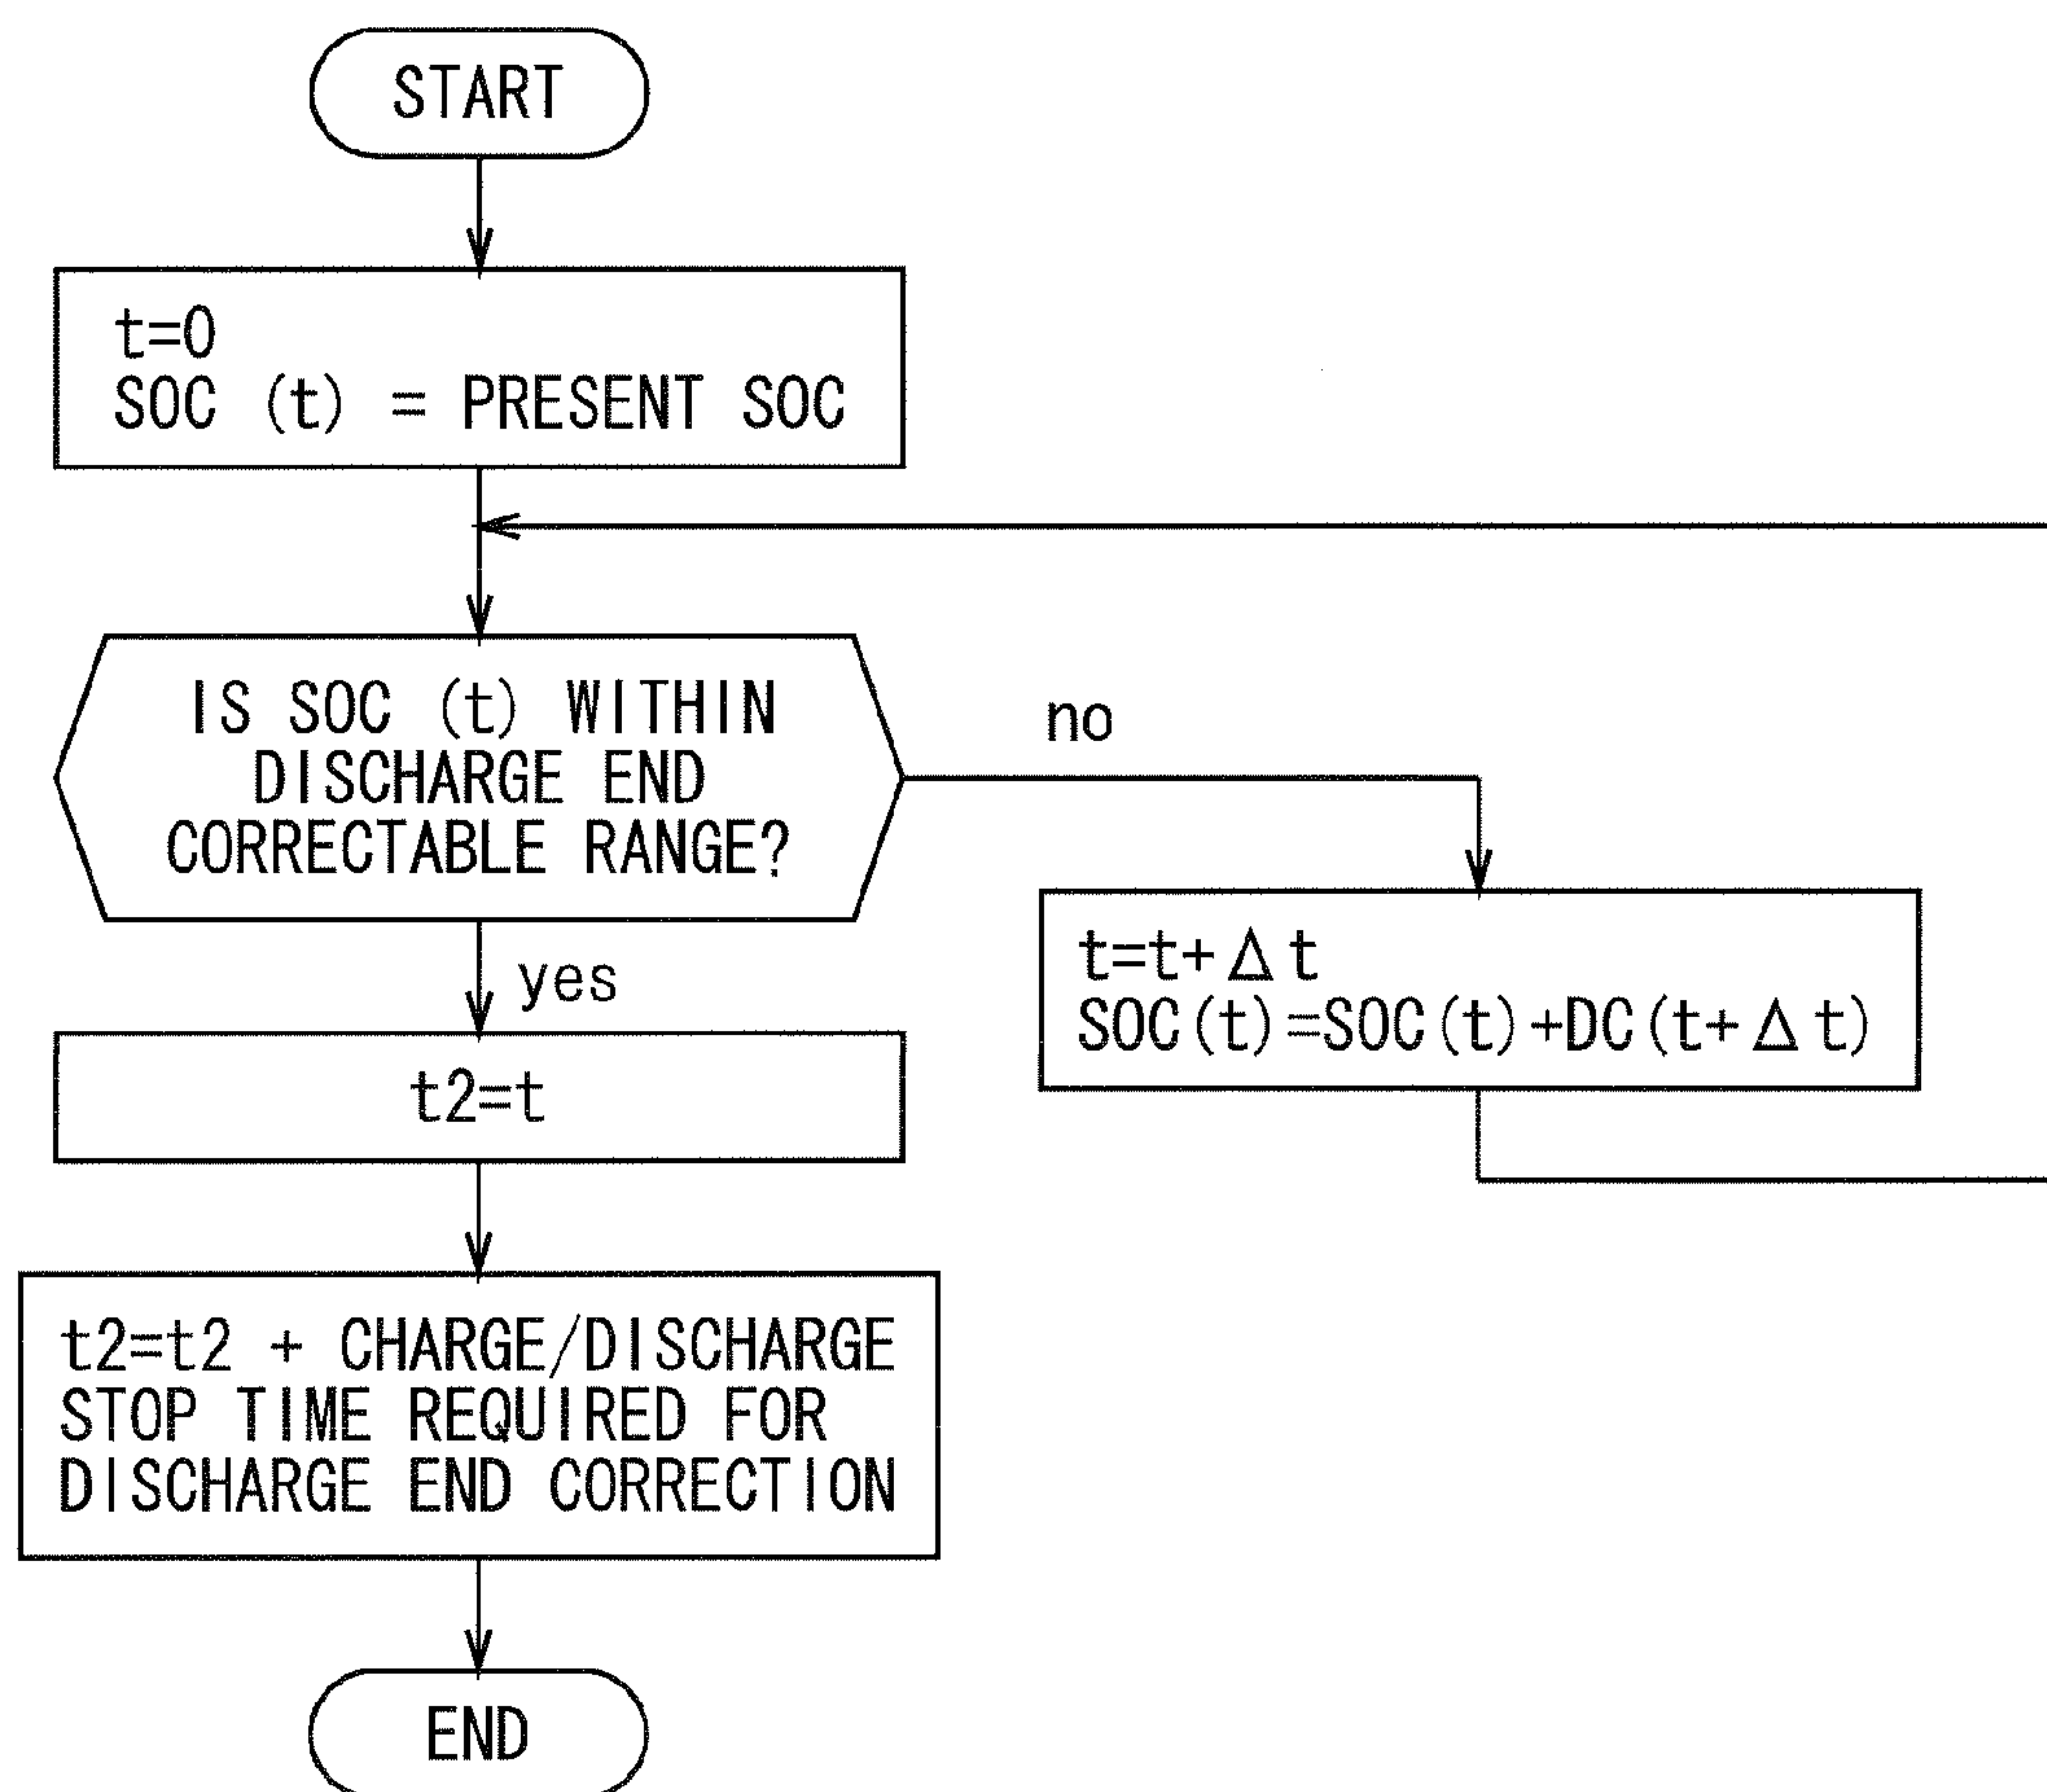 START
t=0
SOC (t) = PRESENT SOC
IS SOC (t) WITHIN
DISCHARGE END
CORRECTABLE RANGE?
no
yes
t=t+Δt
SOC(t)=SOC(t)+DC(t+Δt)
t2=t
t2=t2 + CHARGE/DISCHARGE
STOP TIME REQUIRED FOR
DISCHARGE END CORRECTION
END